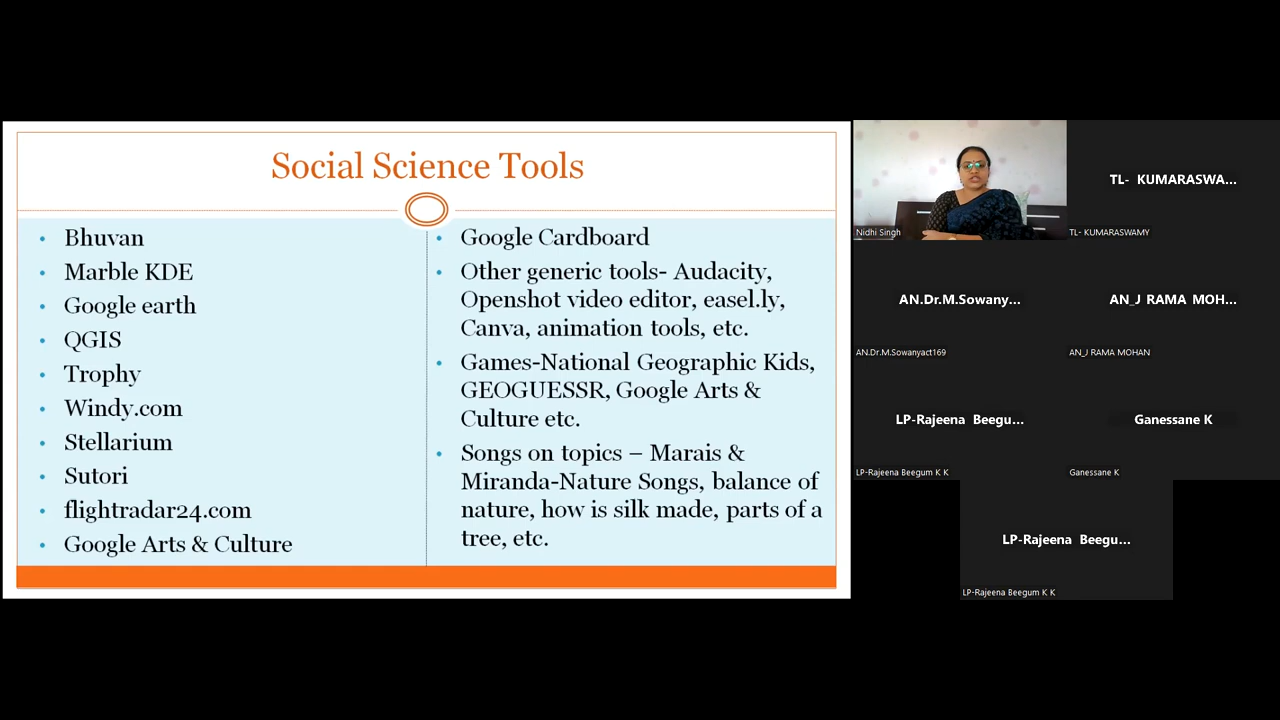 Social Science Tools
• Bhuvan
• Marble KDE
• Google earth
• QGIS
• Trophy
• Windy.com
• Stellarium
• Sutori
• flightradar24.com
• Google Arts & Culture
• Google Cardboard
• Other generic tools- Audacity,
Openshot video editor, easel.ly,
Canva, animation tools, etc.
• Games-National Geographic Kids,
GEOGUESSR, Google Arts &
Culture etc.
• Songs on topics – Marais &
Miranda-Nature Songs, balance of
nature, how is silk made, parts of a
tree, etc.
Nidhi Singh
TL- KUMARASWA...
TL- KUMARASWAMY
AN.Dr.M.Sowany...
AN.Dr.M.Sowanyact169
AN_J RAMA MOH...
AN_J RAMA MOHAN
LP-Rajeena Beegu...
LP-Rajeena Beegum K K
Ganessane K
Ganessane K
LP-Rajeena Beegu...
LP-Rajeena Beegum K K